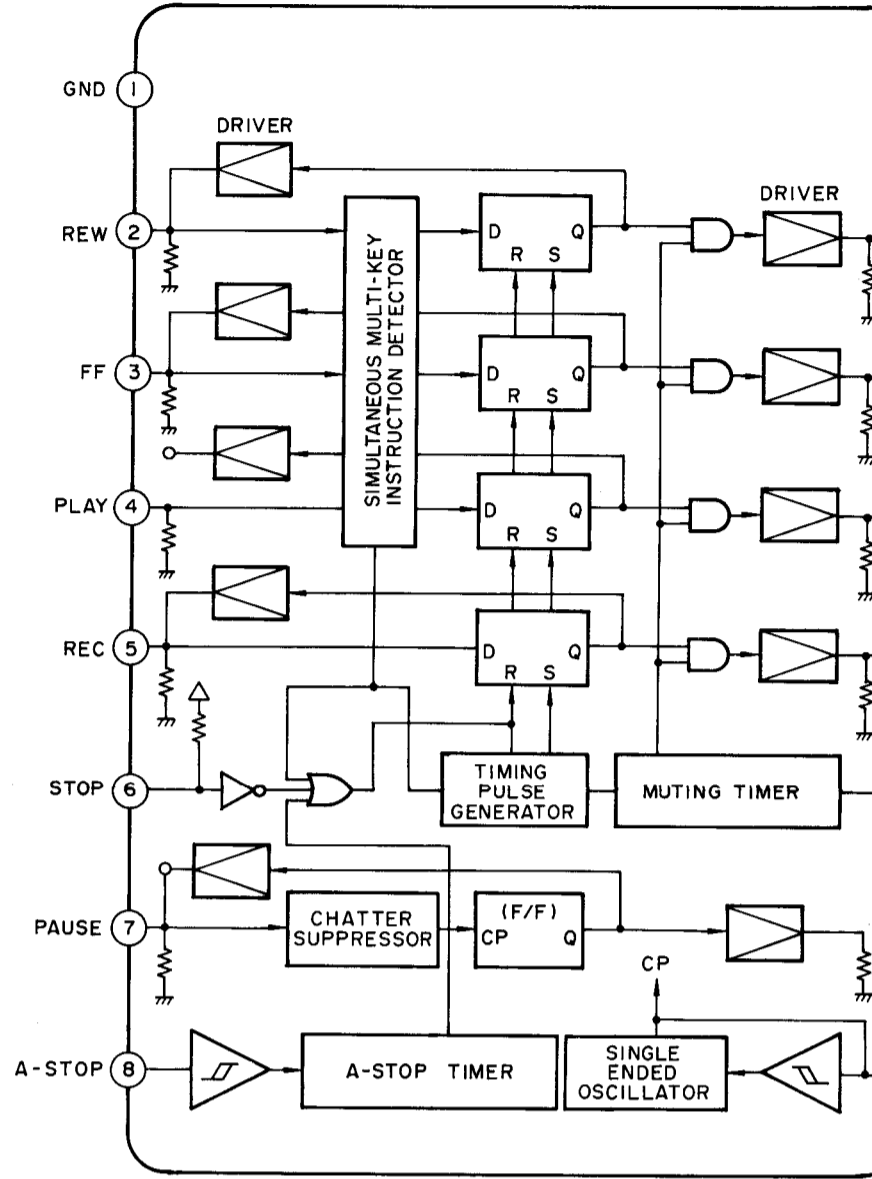 GND 1
DRIVER
REW 2
D Q
R S
DRIVER
SIMULTANEOUS MULTI-KEY
INSTRUCTION DETECTOR
FF 3
D Q
R S
PLAY 4
D Q
R S
REC 5
D Q
R S
STOP 6
TIMING
PULSE
GENERATOR
MUTING TIMER
PAUSE 7
CHATTER
SUPPRESSOR
(F/F)
CP Q
CP
A-STOP 8
A-STOP TIMER
SINGLE
ENDED
OSCILLATOR